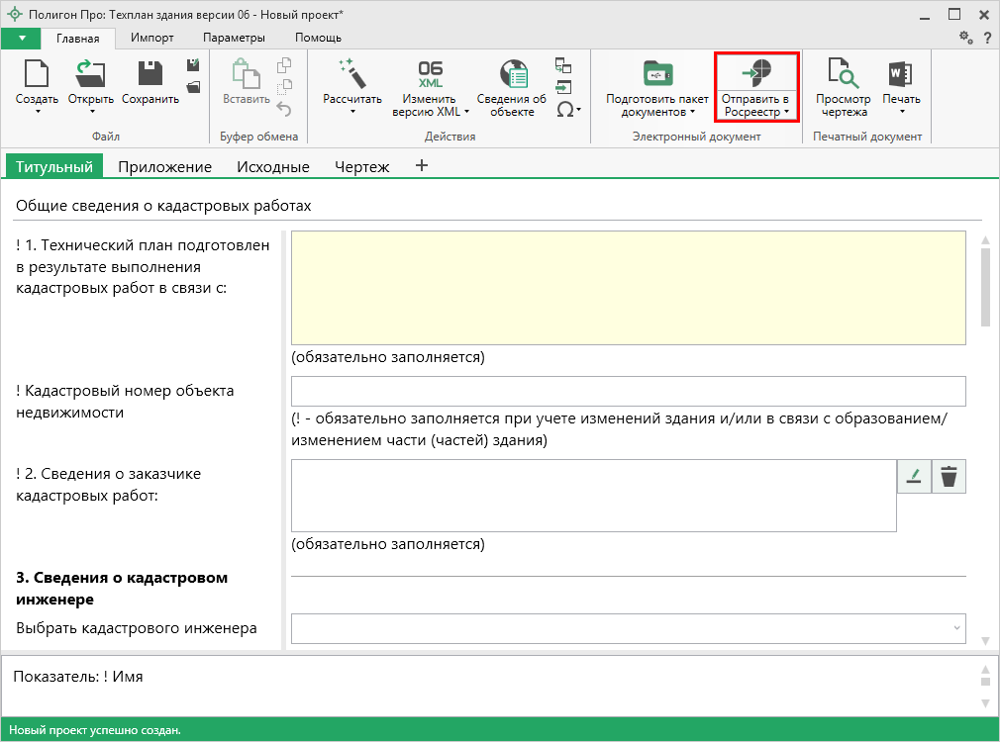 Полигон Про: Техплан здания версии 06 - Новый проект*
Главная
Импорт
Параметры
Помощь
?
Создать
Открыть
Сохранить
Файл
Вставить
Буфер обмена
Рассчитать
06
XML
Изменить
версию XML
Сведения об
объекте
Ω
Действия
Подготовить пакет
документов
Отправить в
Росреестр
Электронный документ
Просмотр
чертежа
W
Печать
Печатный документ
Титульный
Приложение
Исходные
Чертеж
+
Общие сведения о кадастровых работах
! 1. Технический план подготовлен
в результате выполнения
кадастровых работ в связи с:
(обязательно заполняется)
! Кадастровый номер объекта
недвижимости
(! - обязательно заполняется при учете изменений здания и/или в связи с образованием/
изменением части (частей) здания)
! 2. Сведения о заказчике
кадастровых работ:
(обязательно заполняется)
3. Сведения о кадастровом
инженере
Выбрать кадастрового инженера
Показатель: ! Имя
Новый проект успешно создан.